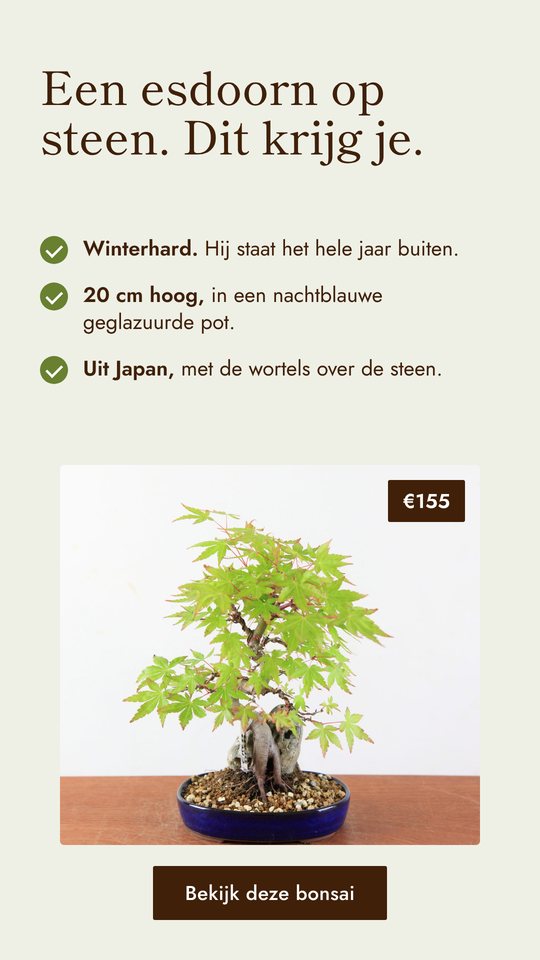 Een esdoorn op
steen. Dit krijg je.
Winterhard. Hij staat het hele jaar buiten.
20 cm hoog, in een nachtblauwe
geglazuurde pot.
Uit Japan, met de wortels over de steen.
€155
Bekijk deze bonsai